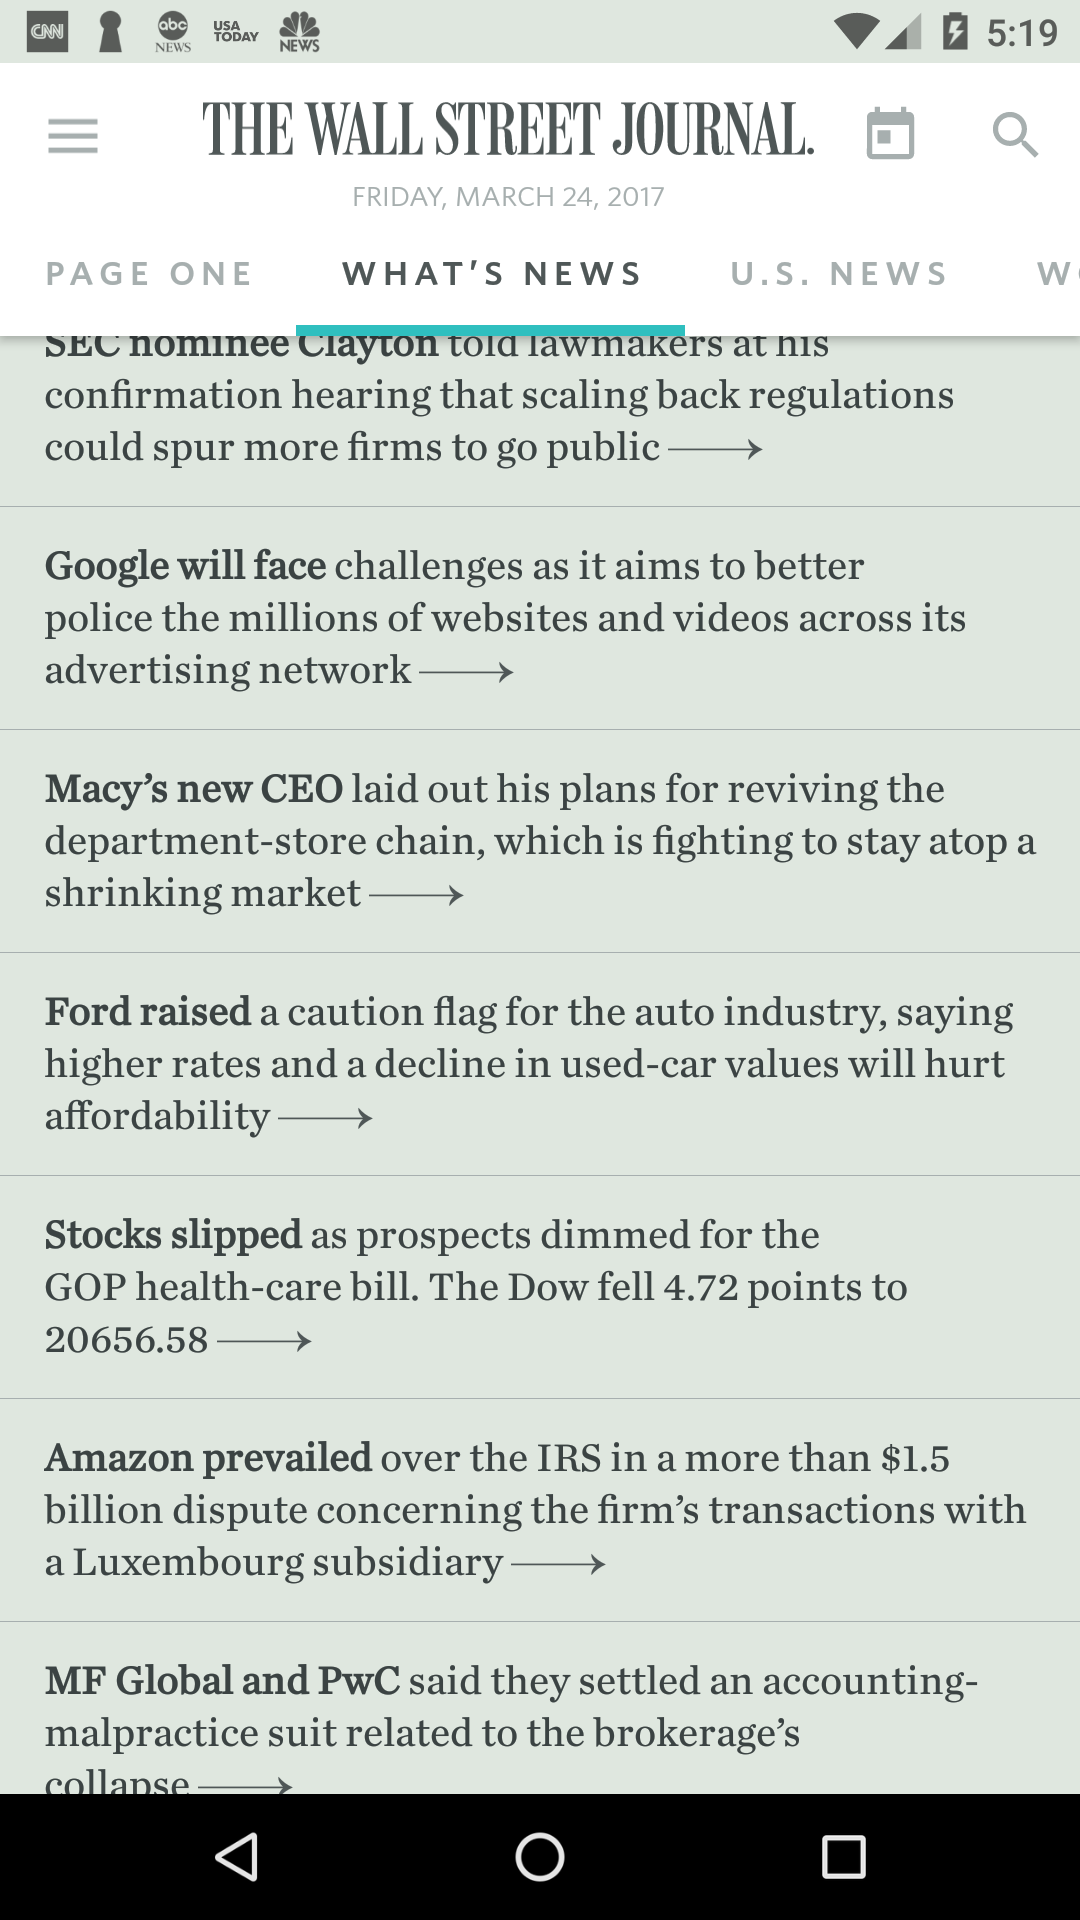 CNN
abc
NEWS
USA
TODAY
NEWS
5:19
THE WALL STREET JOURNAL.
FRIDAY, MARCH 24, 2017
PAGE ONE
WHAT'S NEWS
U.S. NEWS
SEC nominee Clayton told lawmakers at his
confirmation hearing that scaling back regulations
could spur more firms to go public
Google will face challenges as it aims to better
police the millions of websites and videos across its
advertising network
Macy’s new CEO laid out his plans for reviving the
department-store chain, which is fighting to stay atop a
shrinking market
Ford raised a caution flag for the auto industry, saying
higher rates and a decline in used-car values will hurt
affordability
Stocks slipped as prospects dimmed for the
GOP health-care bill. The Dow fell 4.72 points to
20656.58
Amazon prevailed over the IRS in a more than $1.5
billion dispute concerning the firm’s transactions with
a Luxembourg subsidiary
MF Global and PwC said they settled an accounting-
malpractice suit related to the brokerage’s
collapse